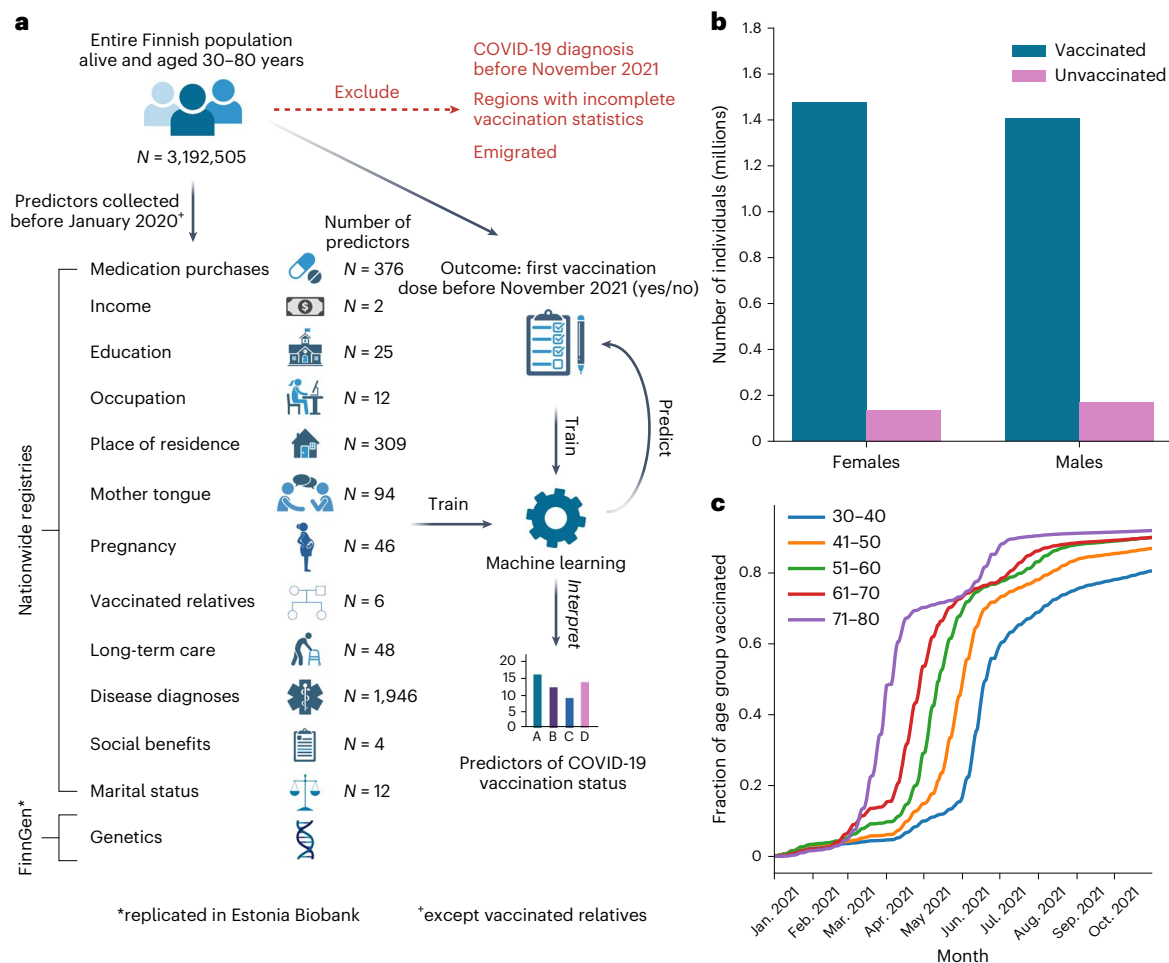 a
Entire Finnish population
alive and aged 30–80 years
N = 3,192,505
Exclude
COVID-19 diagnosis
before November 2021
Regions with incomplete
vaccination statistics
Emigrated
Predictors collected
before January 2020+
Number of
predictors
Nationwide registries
Medication purchases N = 376
Income N = 2
Education N = 25
Occupation N = 12
Place of residence N = 309
Mother tongue N = 94
Pregnancy N = 46
Vaccinated relatives N = 6
Long-term care N = 48
Disease diagnoses N = 1,946
Social benefits N = 4
Marital status N = 12
FinnGen*
Genetics
Outcome: first vaccination
dose before November 2021 (yes/no)
Train
Predict
Train
Machine learning
Interpret
20
15
10
5
0
A B C D
Predictors of COVID-19
vaccination status
*replicated in Estonia Biobank
+except vaccinated relatives
b
Number of individuals (millions)
1.8
1.6
1.4
1.2
1.0
0.8
0.6
0.4
0.2
0
Vaccinated
Unvaccinated
Females Males
c
Fraction of age group vaccinated
0.8
0.6
0.4
0.2
0
30–40
41–50
51–60
61–70
71–80
Jan. 2021 Feb. 2021 Mar. 2021 Apr. 2021 May 2021 Jun. 2021 Jul. 2021 Aug. 2021 Sep. 2021 Oct. 2021
Month